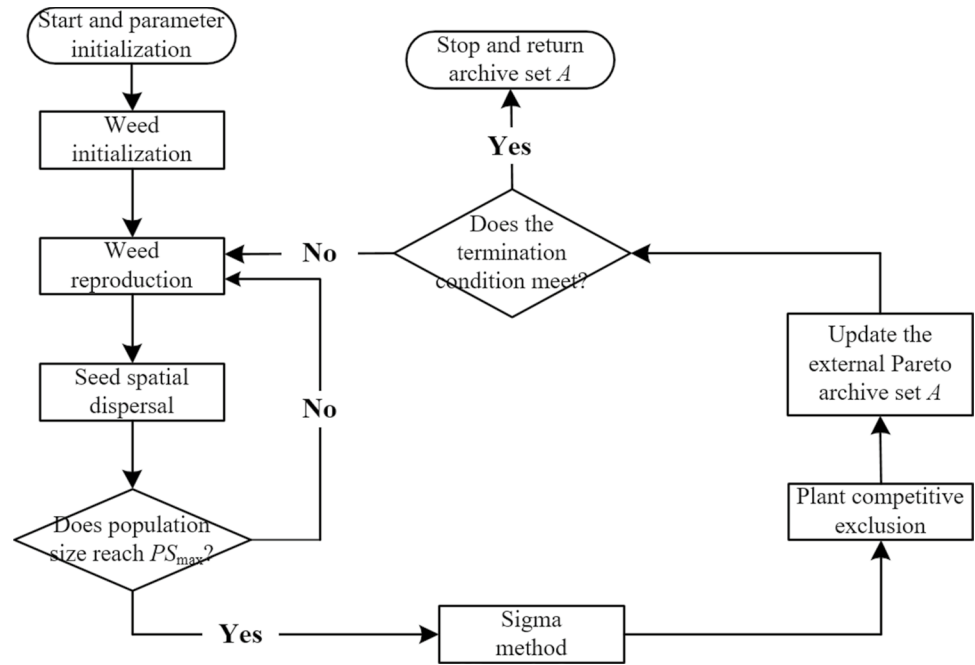 Start and parameter
initialization
Weed
initialization
Weed
reproduction
Seed spatial
dispersal
Does population
size reach PSmax?
No
Yes
Sigma
method
Plant competitive
exclusion
Update the
external Pareto
archive set A
Does the
termination
condition meet?
No
Yes
Stop and return
archive set A